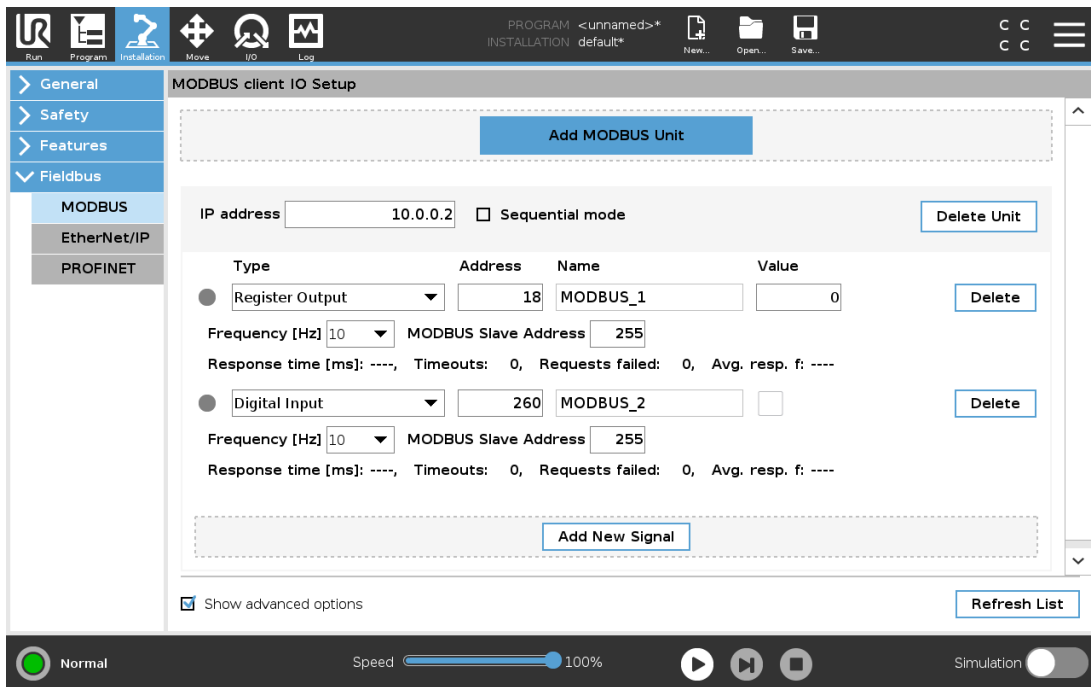 PROGRAM <unnamed>*
INSTALLATION default*
C C
C C
UR
Run
Program
Installation
Move
I/O
Log
New...
Open...
Save...
General
Safety
Features
Fieldbus
MODBUS
EtherNet/IP
PROFINET
MODBUS client IO Setup
Add MODBUS Unit
IP address 10.0.0.2 Sequential mode Delete Unit
Type Address Name Value
Register Output 18 MODBUS_1 0 Delete
Frequency [Hz] 10 MODBUS Slave Address 255
Response time [ms]: ----, Timeouts: 0, Requests failed: 0, Avg. resp. f: ----
Digital Input 260 MODBUS_2 Delete
Frequency [Hz] 10 MODBUS Slave Address 255
Response time [ms]: ----, Timeouts: 0, Requests failed: 0, Avg. resp. f: ----
Add New Signal
Show advanced options Refresh List
Normal Speed 100% Simulation